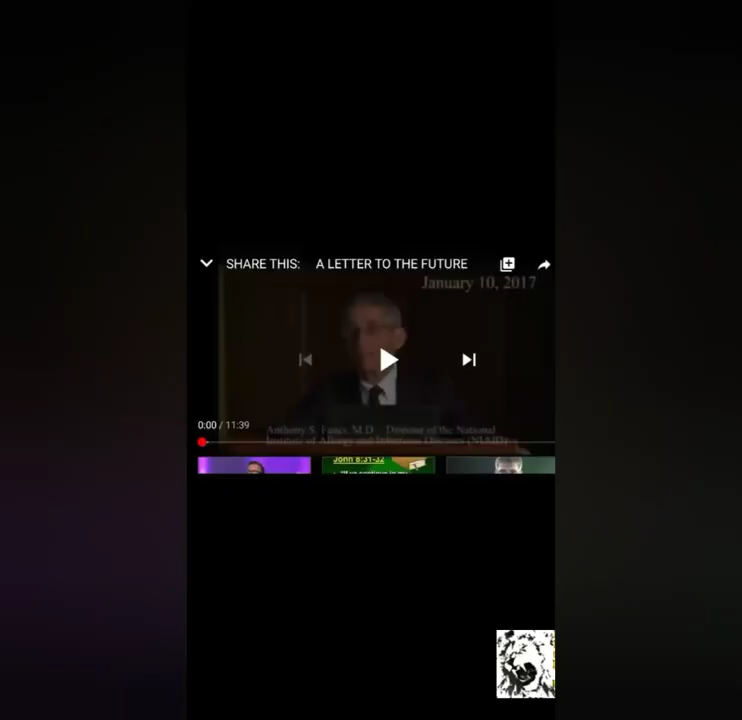 SHARE THIS: A LETTER TO THE FUTURE
January 10, 2017
0:00 / 11:39
Anthony S. Fauci, M.D. Director of the National
Institute of Allergy and Infectious Diseases (NIAID)
John 8:31-32